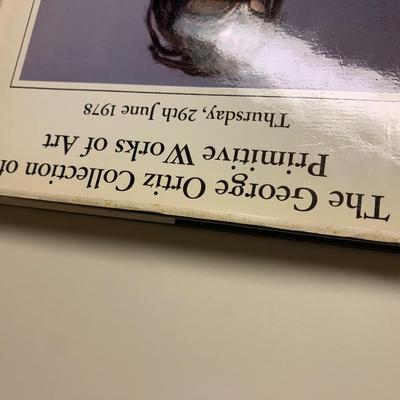 The George Ortiz Collection of
Primitive Works of Art
Thursday, 29th June 1978